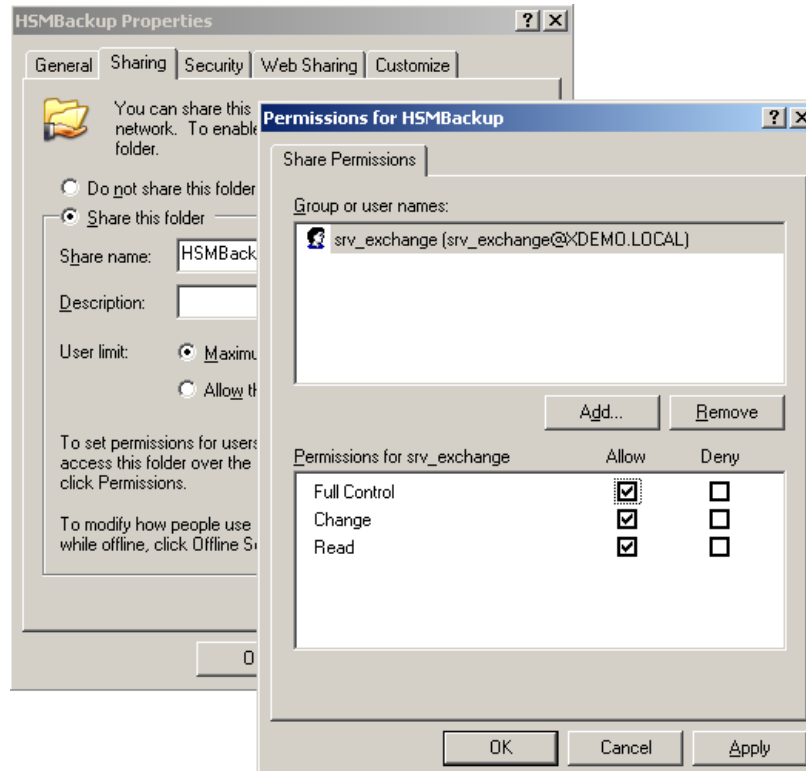 HSMBackup Properties
General
Sharing
Security
Web Sharing
Customize
You can share this
network. To enable
folder.
Do not share this folder
Share this folder
Share name:
HSMBack
Description:
User limit:
Maximu
Allow th
To set permissions for users
access this folder over the
click Permissions.
To modify how people use
while offline, click Offline Se
O
Permissions for HSMBackup
Share Permissions
Group or user names:
srv_exchange (srv_exchange@XDEMO.LOCAL)
Add...
Remove
Permissions for srv_exchange
Allow
Deny
Full Control
Change
Read
OK
Cancel
Apply